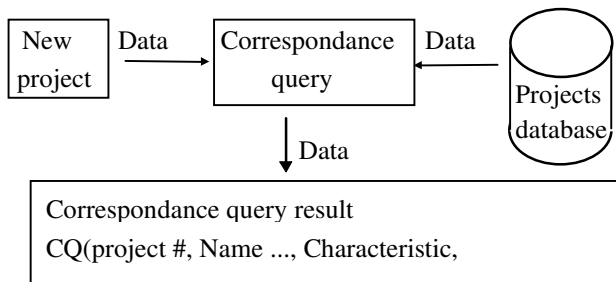 New
project
Data
Correspondance
query
Data
Projects
database
Data
Correspondance query result
CQ(project #, Name ..., Characteristic,